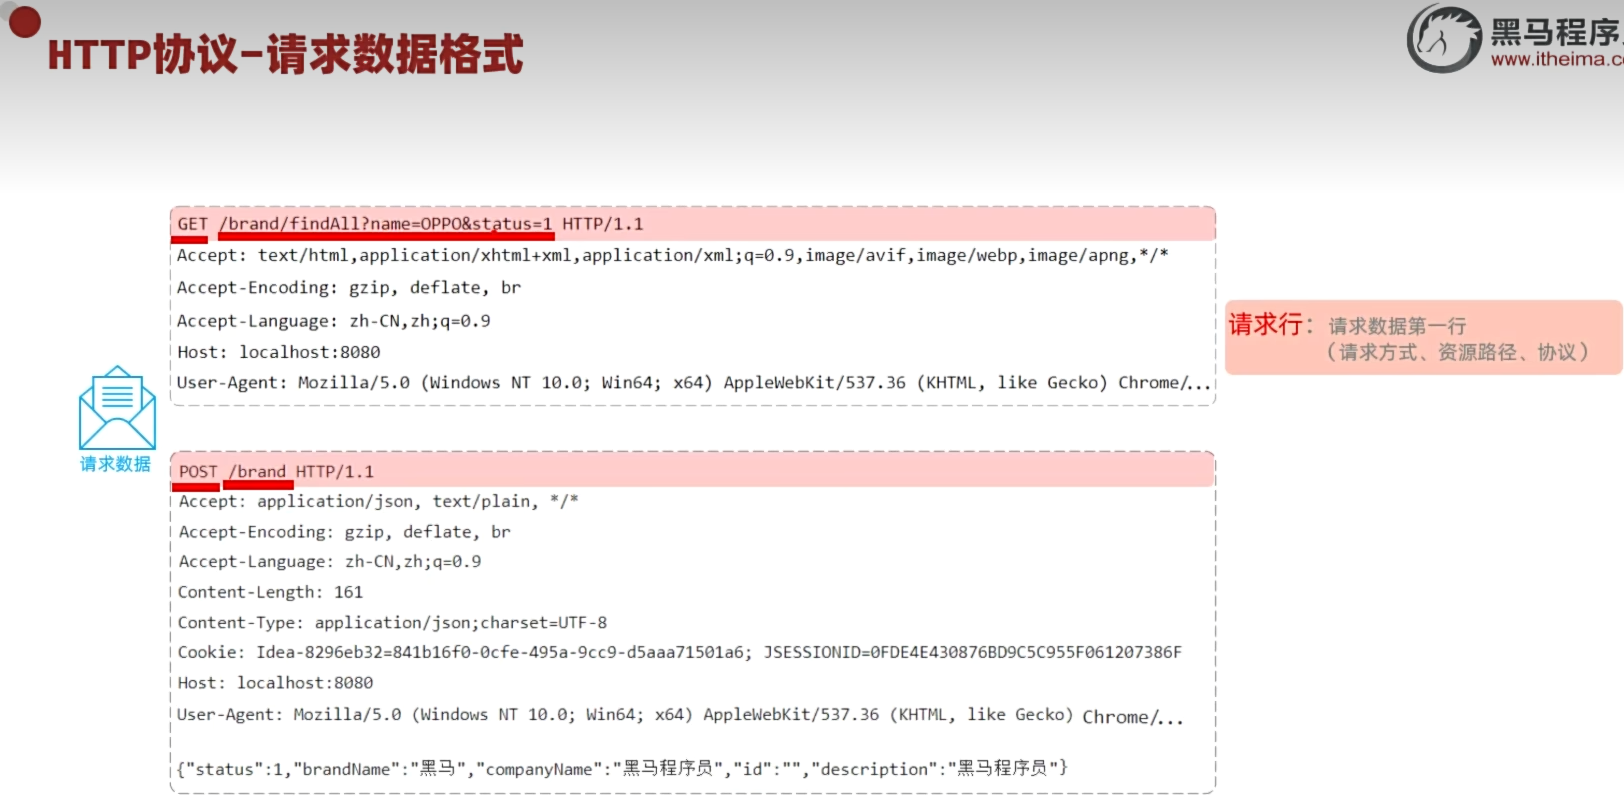 HTTP协议-请求数据格式
黑马程序
www.itheima.c
GET /brand/findAll?name=OPPO&status=1 HTTP/1.1
Accept: text/html,application/xhtml+xml,application/xml;q=0.9,image/avif,image/webp,image/apng,*/*
Accept-Encoding: gzip, deflate, br
Accept-Language: zh-CN,zh;q=0.9
Host: localhost:8080
User-Agent: Mozilla/5.0 (Windows NT 10.0; Win64; x64) AppleWebKit/537.36 (KHTML, like Gecko) Chrome/...
请求行：请求数据第一行
（请求方式、资源路径、协议）
请求数据
POST /brand HTTP/1.1
Accept: application/json, text/plain, */*
Accept-Encoding: gzip, deflate, br
Accept-Language: zh-CN,zh;q=0.9
Content-Length: 161
Content-Type: application/json;charset=UTF-8
Cookie: Idea-8296eb32=841b16f0-0cfe-495a-9cc9-d5aaa71501a6; JSESSIONID=0FDE4E430876BD9C5C955F061207386F
Host: localhost:8080
User-Agent: Mozilla/5.0 (Windows NT 10.0; Win64; x64) AppleWebKit/537.36 (KHTML, like Gecko) Chrome/...
{"status":1,"brandName":"黑马","companyName":"黑马程序员","id":"","description":"黑马程序员"}